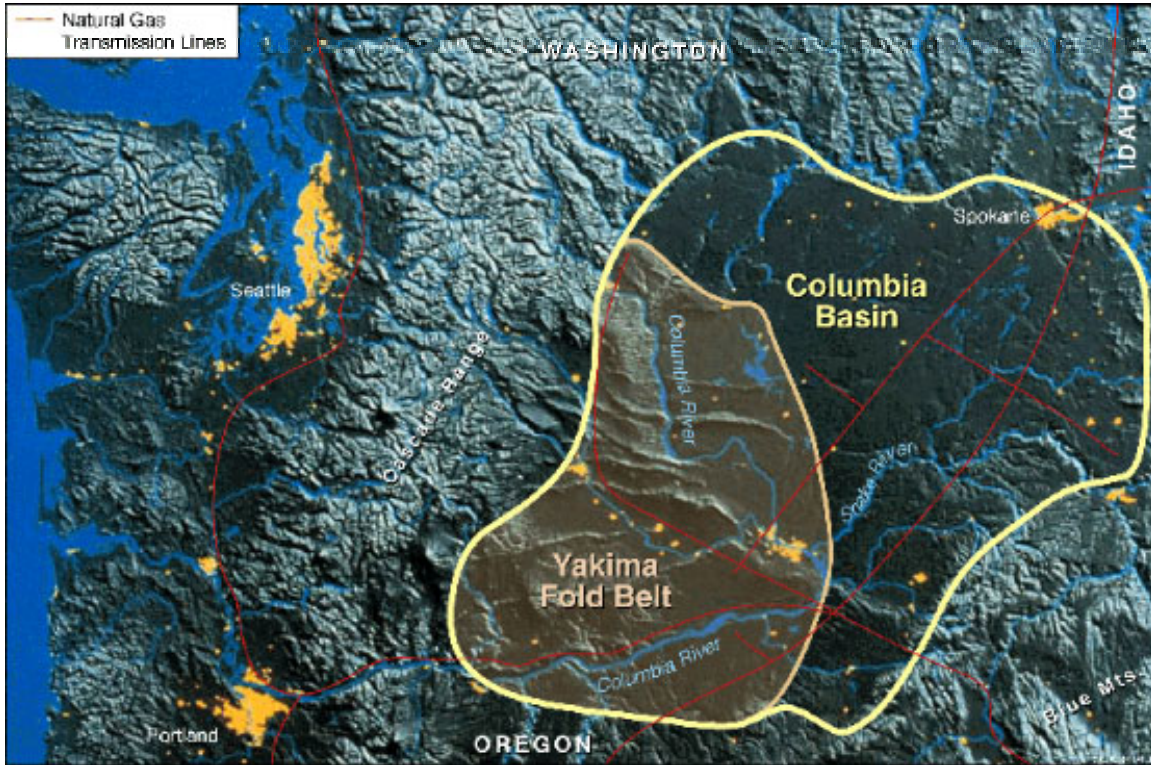 Natural Gas
Transmission Lines
WASHINGTON
IDAHO
Spokane
Columbia
Basin
Seattle
Columbia River
Cascade Range
Snake River
Yakima
Fold Belt
Columbia River
Blue Mts.
Portland
OREGON